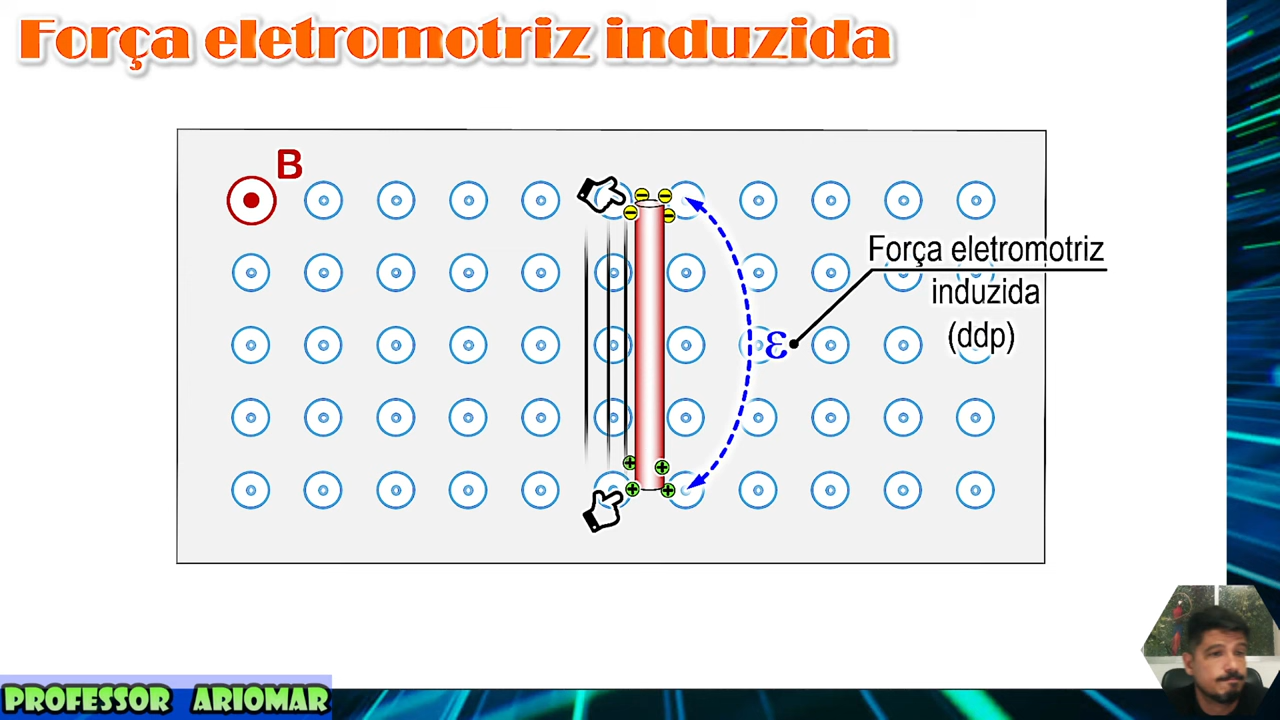 Força eletromotriz induzida
B
Força eletromotriz
induzida
(ddp)
ε
PROFESSOR ARIOMAR